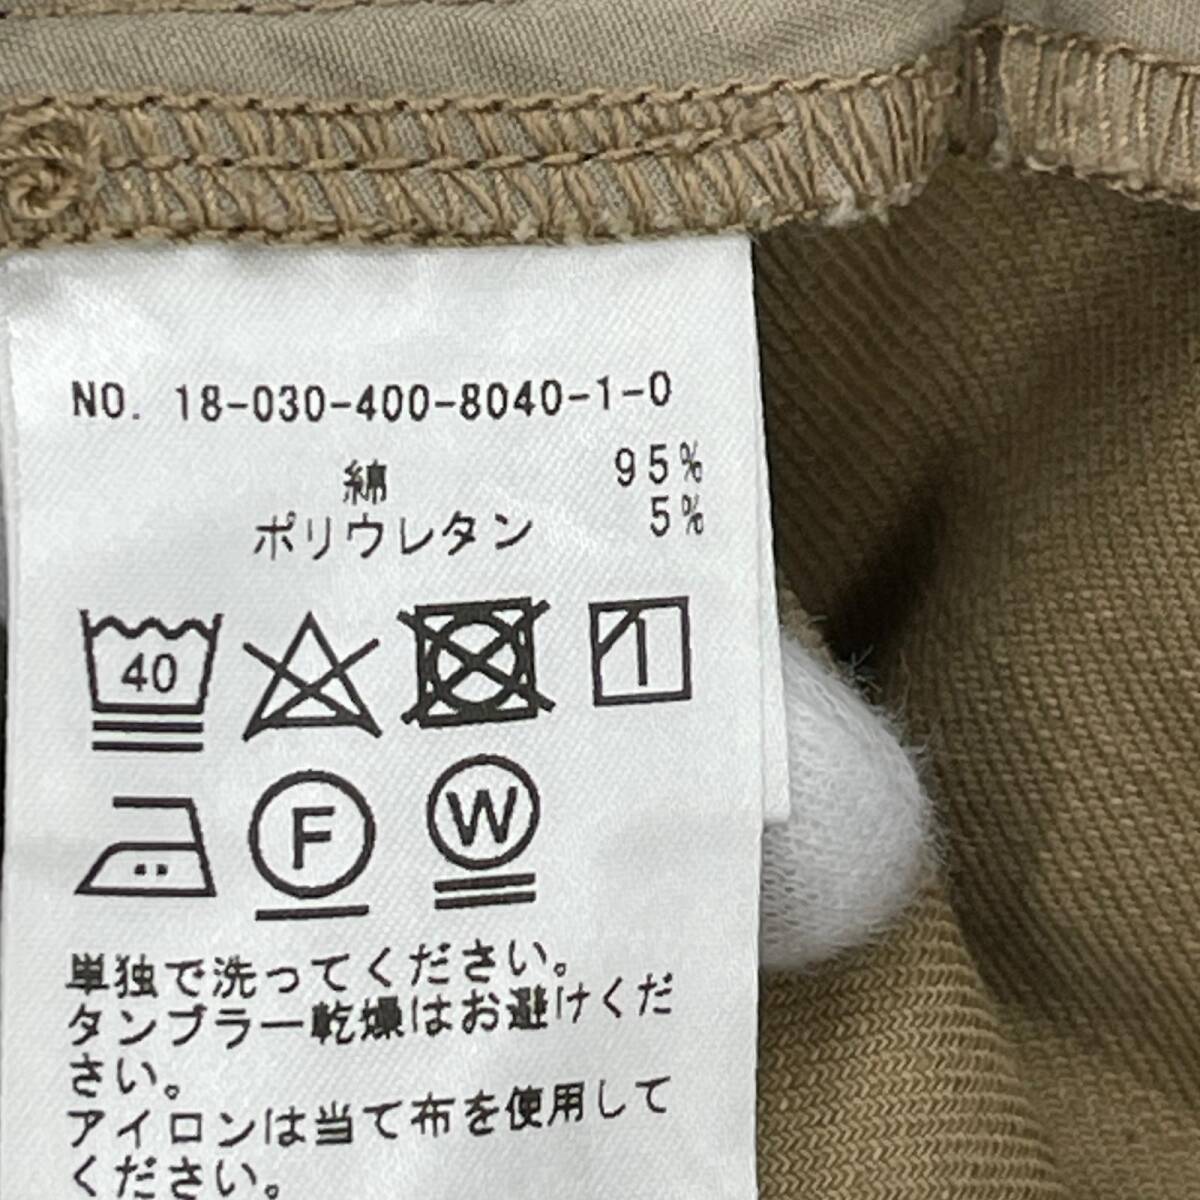 NO. 18-030-400-8040-1-0
綿 95%
ポリウレタン 5%
40
F
W
単独で洗ってください。
タンブラー乾燥はお避けくだ
さい。
アイロンは当て布を使用して
ください。